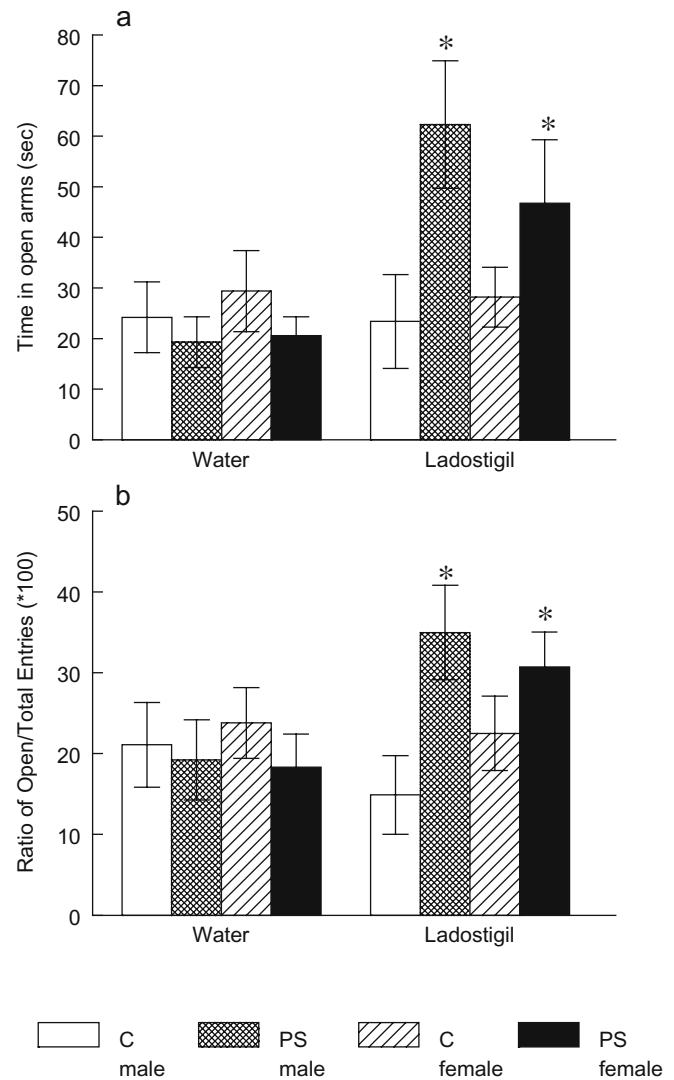 a
Time in open arms (sec)
80
70
60
50
40
30
20
10
0
*
*
Water Ladostigil
b
Ratio of Open/Total Entries (*100)
50
40
30
20
10
0
*
*
Water Ladostigil
C male
PS male
C female
PS female